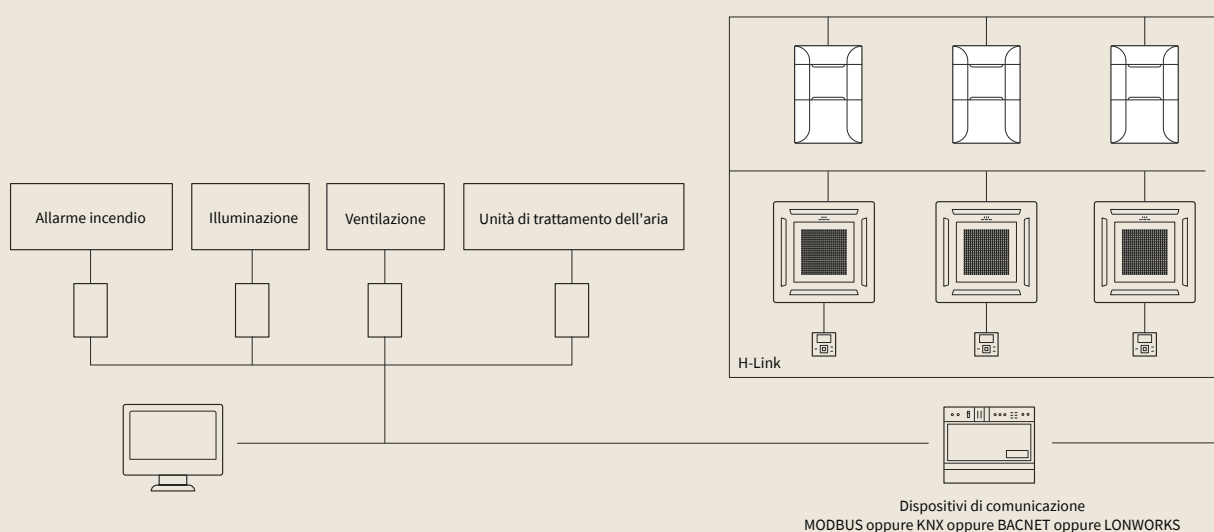 Allarme incendio
Illuminazione
Ventilazione
Unità di trattamento dell'aria
H-Link
Dispositivi di comunicazione
MODBUS oppure KNX oppure BACNET oppure LONWORKS